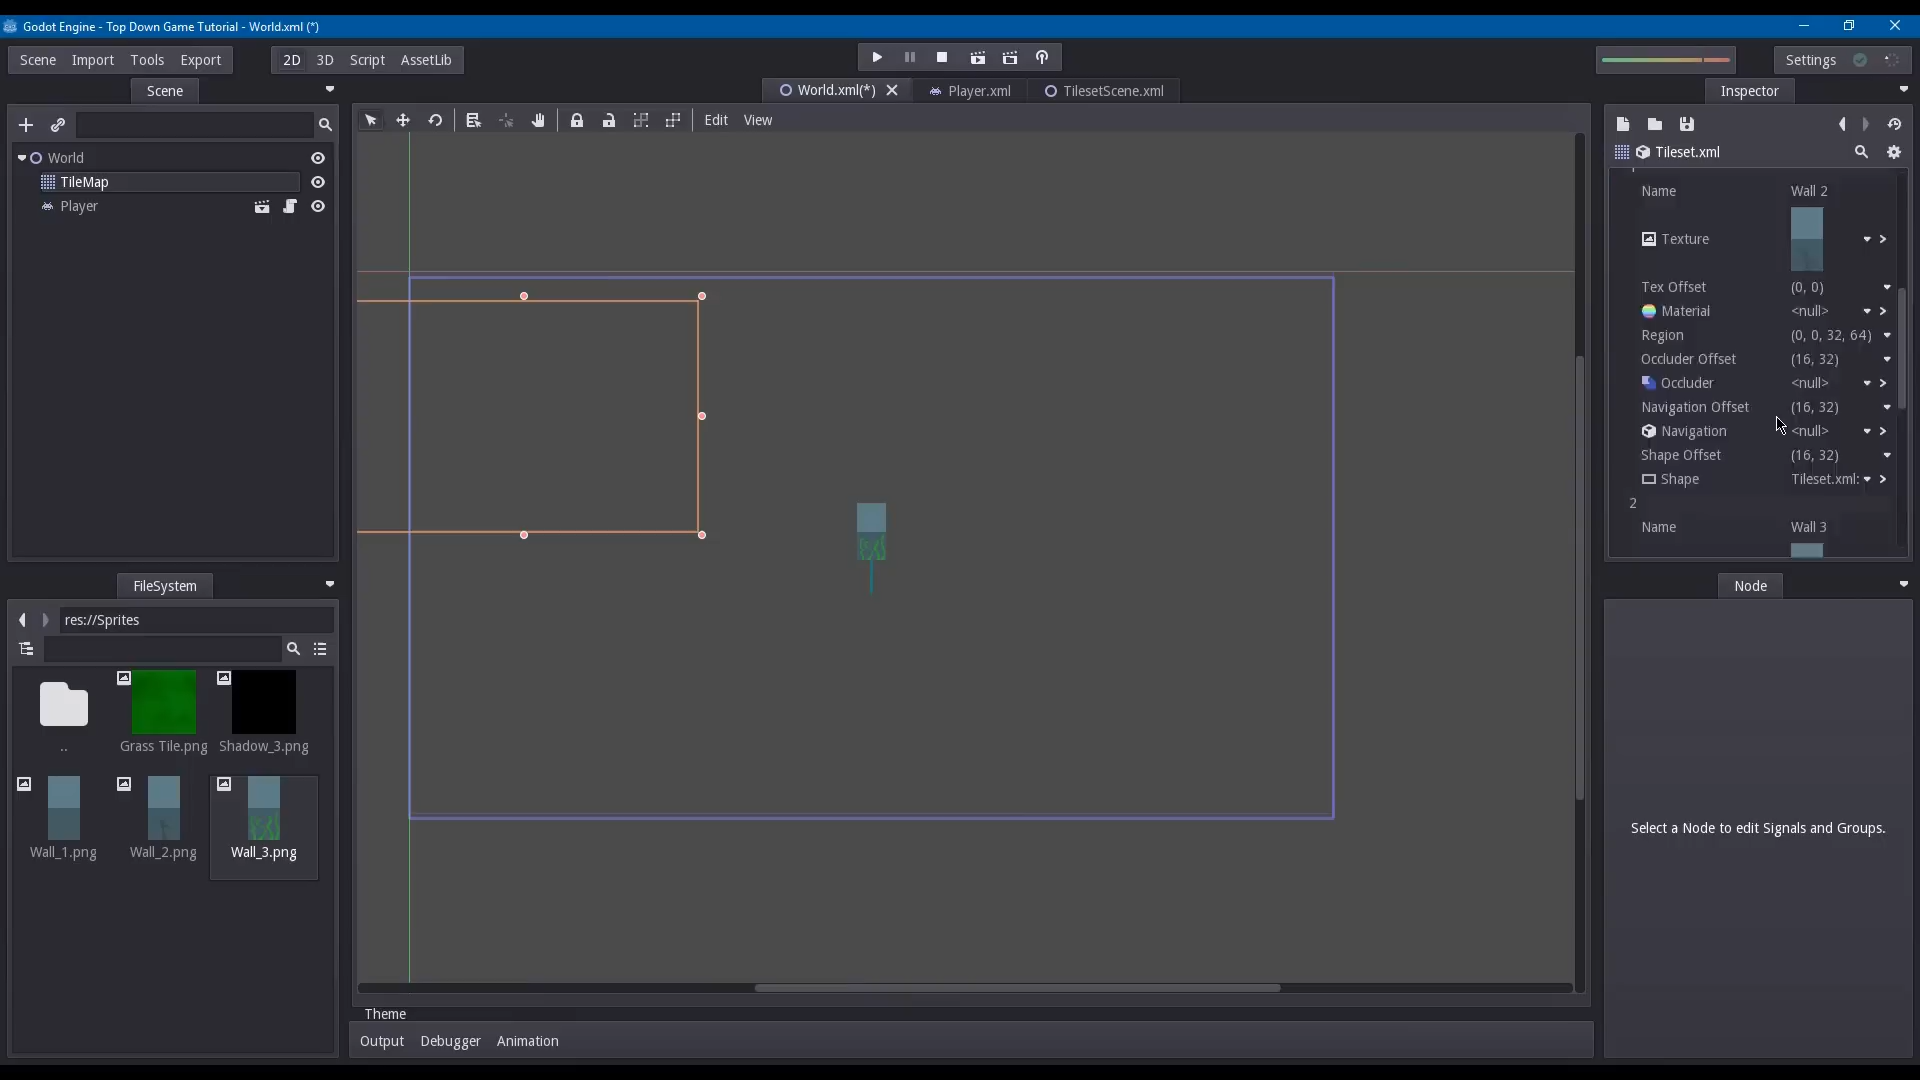 Godot Engine - Top Down Game Tutorial - World.xml (*)
Scene Import Tools Export
2D 3D Script AssetLib
Settings
Scene
World.xml(*)
Player.xml
TilesetScene.xml
Inspector
Edit View
World
TileMap
Player
Tileset.xml
Name Wall 2
Texture
Tex Offset (0, 0)
Material <null>
Region (0, 0, 32, 64)
Occluder Offset (16, 32)
Occluder <null>
Navigation Offset (16, 32)
Navigation <null>
Shape Offset (16, 32)
Shape Tileset.xml:
2
Name Wall 3
FileSystem
res://Sprites
..
Grass Tile.png
Shadow_3.png
Wall_1.png
Wall_2.png
Wall_3.png
Node
Select a Node to edit Signals and Groups.
Theme
Output Debugger Animation